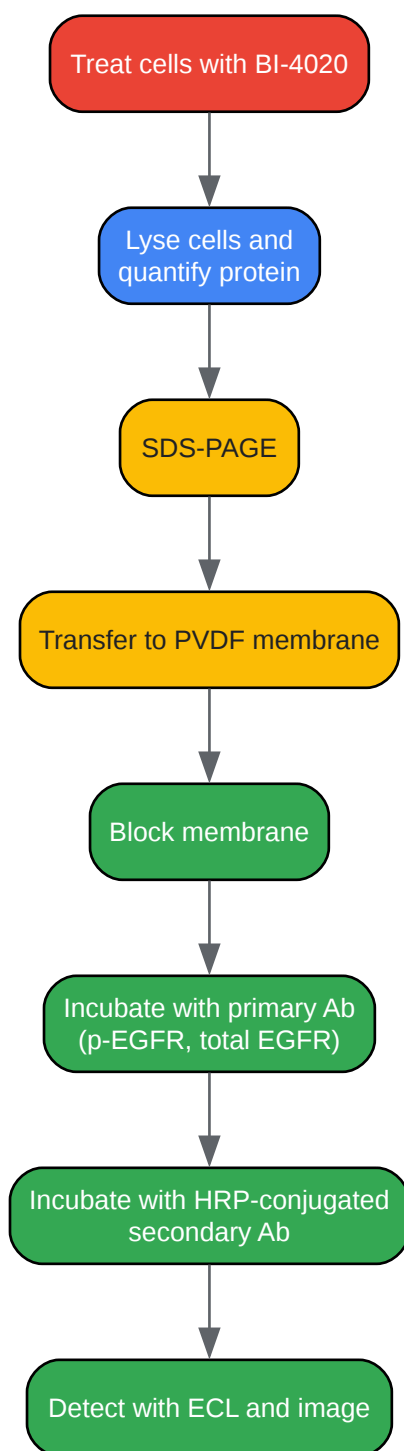 Treat cells with BI-4020
Lyse cells and
quantify protein
SDS-PAGE
Transfer to PVDF membrane
Block membrane
Incubate with primary Ab
(p-EGFR, total EGFR)
Incubate with HRP-conjugated
secondary Ab
Detect with ECL and image